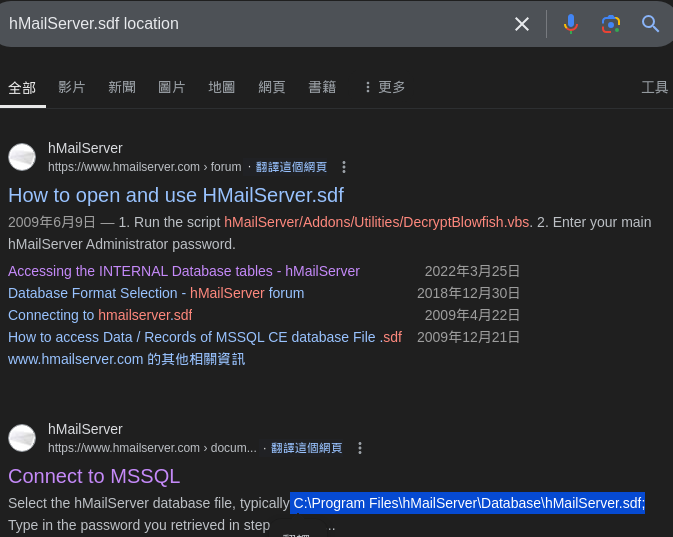 hMailServer.sdf location
全部 影片 新聞 圖片 地圖 網頁 書籍 更多 工具
hMailServer
https://www.hmailserver.com › forum · 翻譯這個網頁
How to open and use HMailServer.sdf
2009年6月9日 — 1. Run the script hMailServer/Addons/Utilities/DecryptBlowfish.vbs. 2. Enter your main
hMailServer Administrator password.
Accessing the INTERNAL Database tables - hMailServer 2022年3月25日
Database Format Selection - hMailServer forum 2018年12月30日
Connecting to hmailserver.sdf 2009年4月22日
How to access Data / Records of MSSQL CE database File .sdf 2009年12月21日
www.hmailserver.com 的其他相關資訊
hMailServer
https://www.hmailserver.com › docum... · 翻譯這個網頁
Connect to MSSQL
Select the hMailServer database file, typically C:\Program Files\hMailServer\Database\hMailServer.sdf;
Type in the password you retrieved in step ..